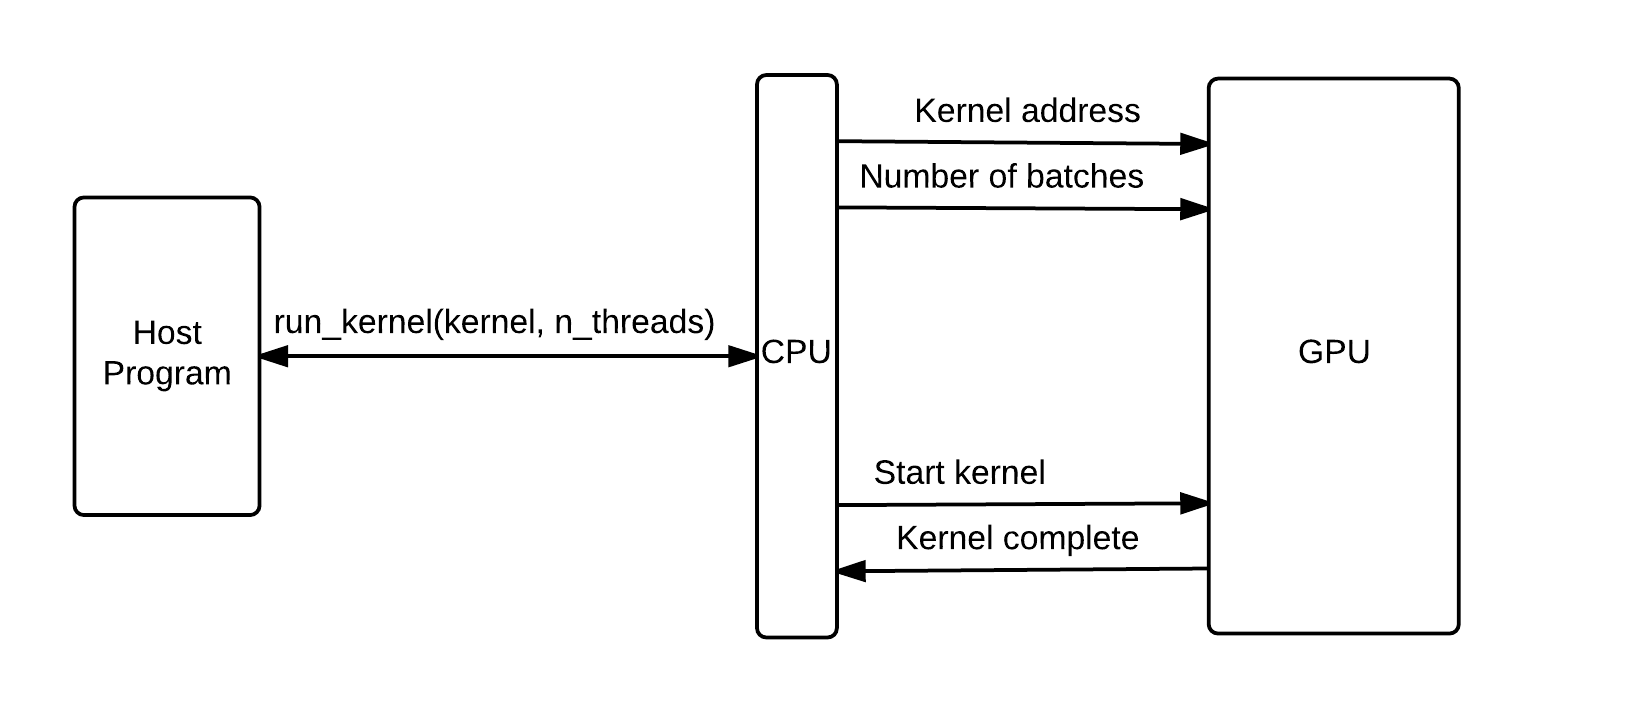 Host
Program
run_kernel(kernel, n_threads)
CPU
Kernel address
Number of batches
Start kernel
Kernel complete
GPU